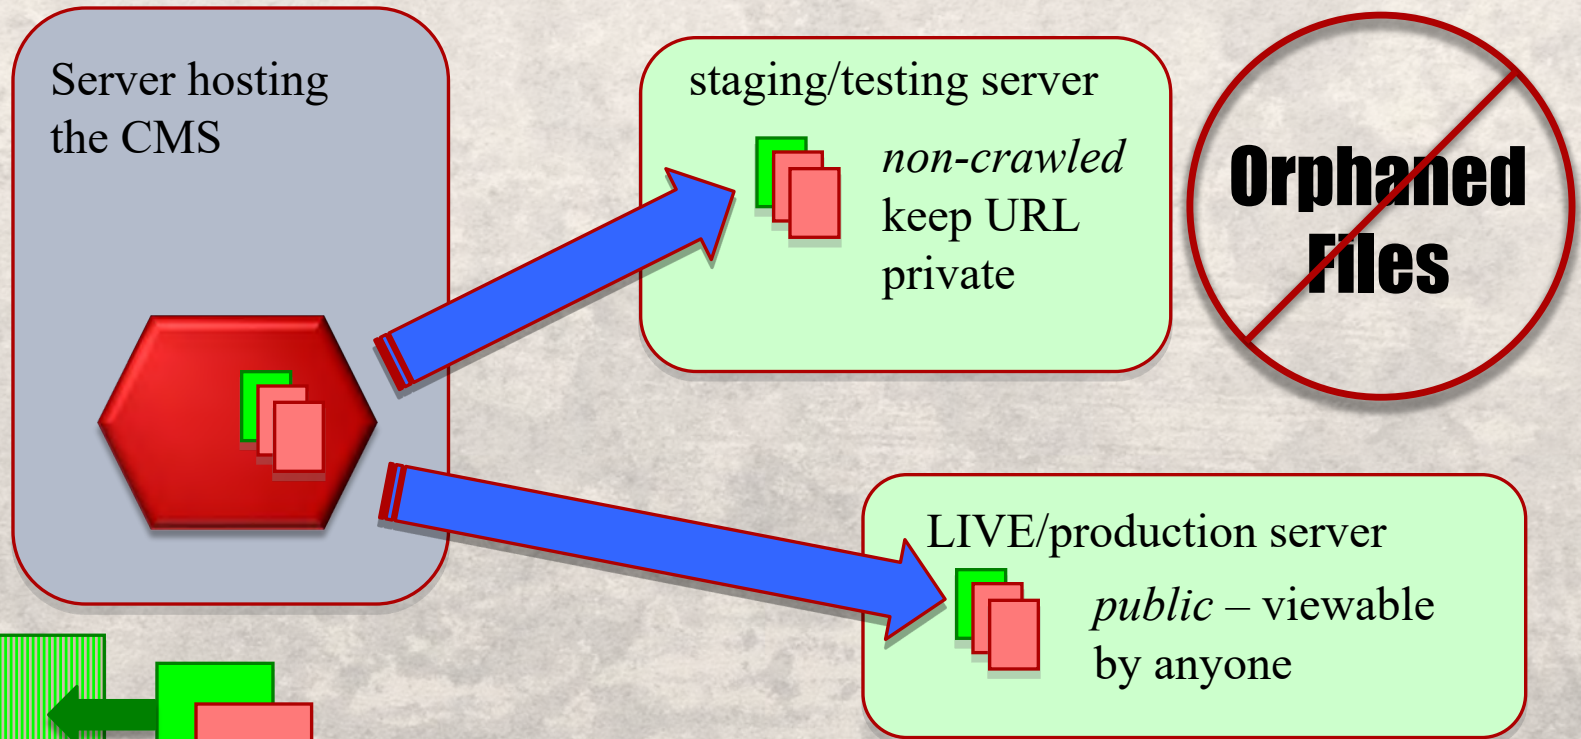 Server hosting
the CMS
staging/testing server
non-crawled
keep URL
private
Orphaned
Files
LIVE/production server
public – viewable
by anyone